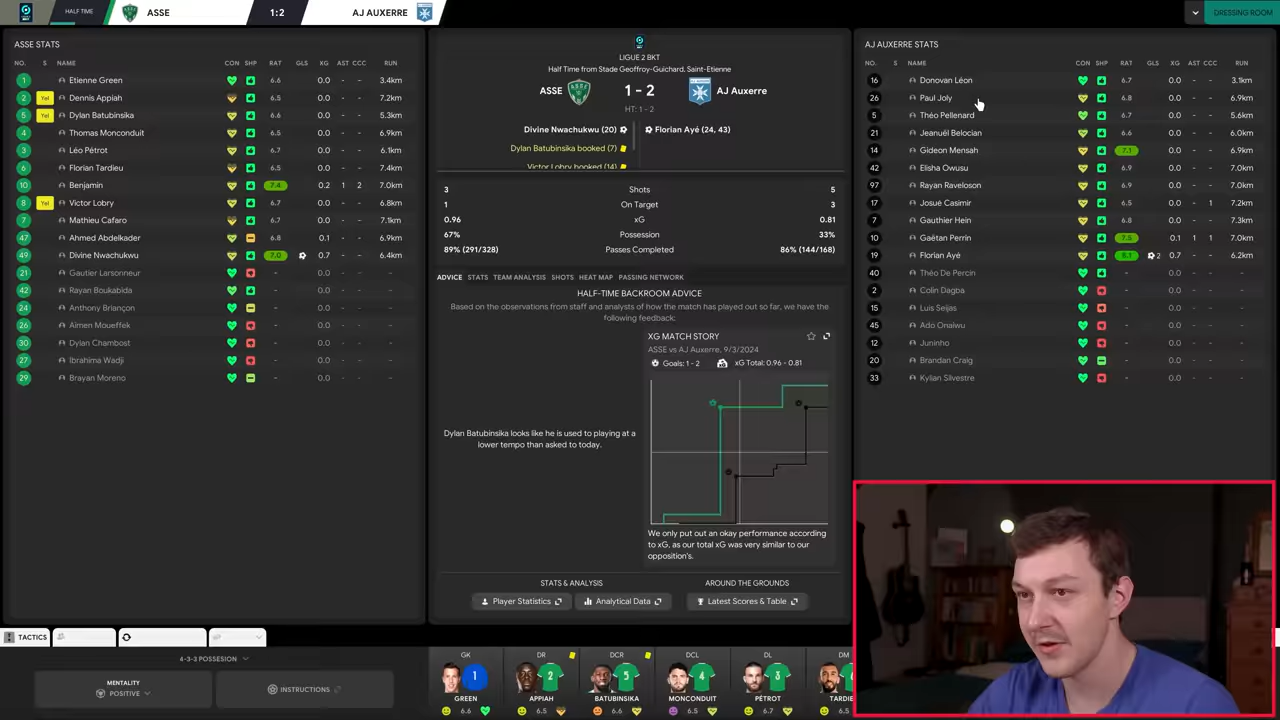 HALF TIME
ASSE
1:2
AJ AUXERRE
DRESSING ROOM
ASSE STATS
NO. S NAME CON SHP RAT GLS XG AST CCC RUN
1 Etienne Green 6.6 0.0 - - 3.4km
2 Yel Dennis Appiah 6.5 0.0 - - 7.2km
5 Yel Dylan Batubinsika 6.6 0.0 - - 5.3km
4 Thomas Monconduit 6.5 0.0 - - 6.9km
3 Léo Pétrot 6.7 0.0 - - 6.1km
6 Florian Tardieu 6.5 0.0 - - 7.4km
10 Benjamin 7.4 0.2 1 2 7.0km
8 Yel Victor Lobry 6.7 0.0 - - 6.8km
7 Mathieu Cafaro 6.7 0.0 - - 7.1km
47 Ahmed Abdelkader 6.8 0.1 - - 6.9km
49 Divine Nwachukwu 7.0 0.7 - - 6.4km
21 Gautier Larsonneur - 0.0 - - -
42 Rayan Boukabida - 0.0 - - -
24 Anthony Briançon - 0.0 - - -
26 Aïmen Moueffek - 0.0 - - -
30 Dylan Chambost - 0.0 - - -
27 Ibrahima Wadji - 0.0 - - -
29 Brayan Moreno - 0.0 - - -
LIGUE 2 BKT
Half Time from Stade Geoffroy-Guichard, Saint-Etienne
ASSE 1 - 2 AJ Auxerre
HT: 1 - 2
Divine Nwachukwu (20) Florian Ayé (24, 43)
Dylan Batubinsika booked (7)
Victor Lobry booked (14)
3 Shots 5
1 On Target 3
0.96 xG 0.81
67% Possession 33%
89% (291/328) Passes Completed 86% (144/168)
ADVICE STATS TEAM ANALYSIS SHOTS HEAT MAP PASSING NETWORK
HALF-TIME BACKROOM ADVICE
Based on the observations from staff and analysts of how the match has played out so far, we have the
following feedback:
Dylan Batubinsika looks like he is used to playing at a
lower tempo than asked to today.
XG MATCH STORY
ASSE vs AJ Auxerre, 9/3/2024
Goals: 1 - 2 xG Total: 0.96 - 0.81
We only put out an okay performance according
to xG, as our total xG was very similar to our
opposition's.
STATS & ANALYSIS
Player Statistics
Analytical Data
AROUND THE GROUNDS
Latest Scores & Table
AJ AUXERRE STATS
NO. S NAME CON SHP RAT GLS XG AST CCC RUN
16 Donovan Léon 6.7 0.0 - - 3.1km
26 Paul Joly 6.8 0.0 - - 6.9km
5 Théo Pellenard 6.7 0.0 - - 5.6km
21 Jeanuël Belocian 6.6 0.0 - - 6.0km
14 Gideon Mensah 7.1 0.0 - - 6.9km
42 Elisha Owusu 6.9 0.0 - - 7.0km
97 Rayan Raveloson 6.9 0.0 - - 7.0km
17 Josué Casimir 6.5 0.0 - 1 7.2km
7 Gauthier Hein 6.8 0.0 - - 7.3km
10 Gaëtan Perrin 7.5 0.1 1 1 7.0km
19 Florian Ayé 8.1 2 0.7 - - 6.2km
40 Théo De Percin - 0.0 - - -
2 Colin Dagba - 0.0 - - -
15 Luis Seijas - 0.0 - - -
45 Ado Onaiwu - 0.0 - - -
12 Juninho - 0.0 - - -
20 Brandan Craig - 0.0 - - -
33 Kylian Silvestre - 0.0 - - -
TACTICS
4-3-3 POSSESION
MENTALITY
POSITIVE
INSTRUCTIONS
GK DR DCR DCL DL DM
1 2 5 4 3
GREEN APPIAH BATUBINSIKA MONCONDUIT PÉTROT TARDIE
6.6 6.5 6.6 6.5 6.7 6.5